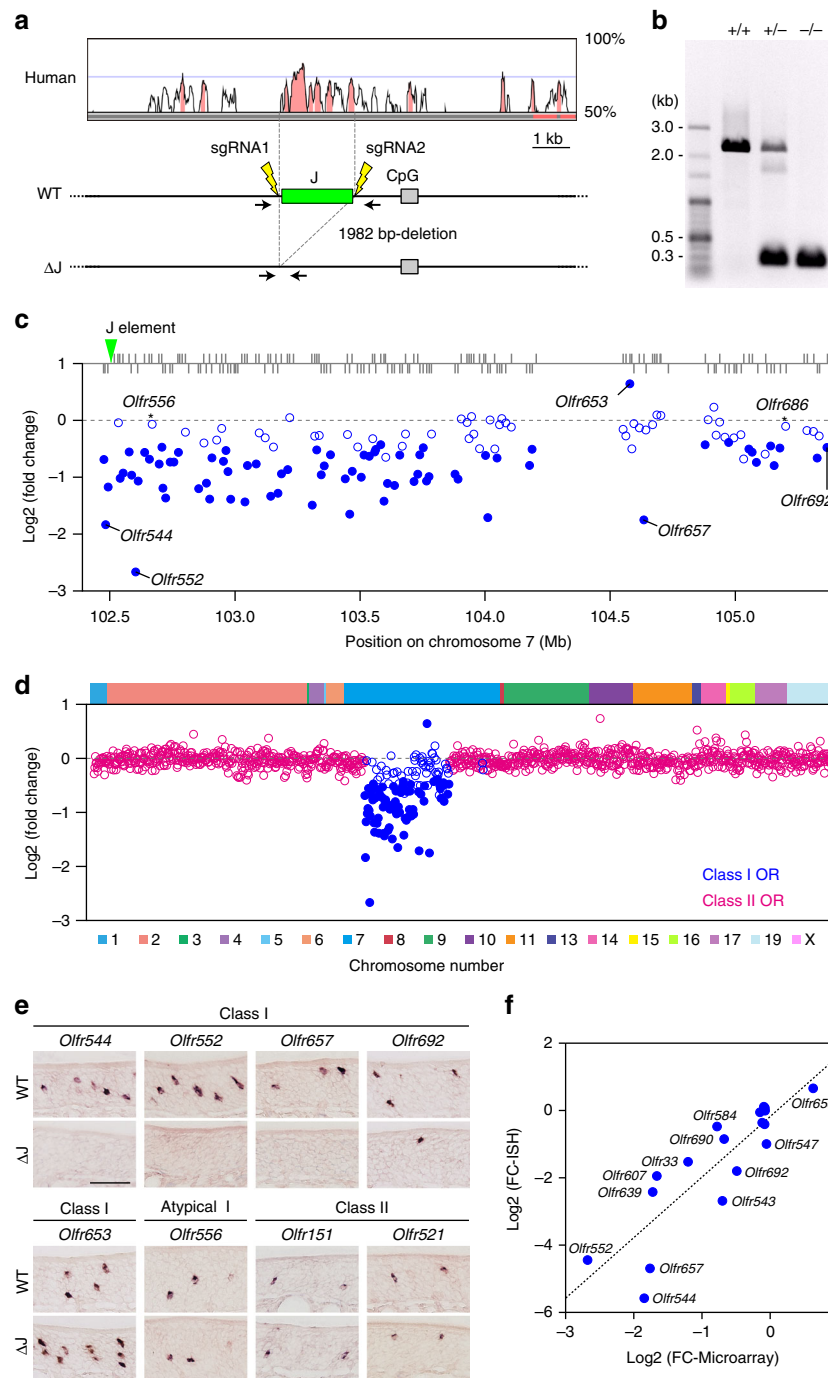 a
100%
Human
50%
1 kb
sgRNA1
sgRNA2
J
CpG
WT
1982 bp-deletion
ΔJ
b
+/+ +/− −/−
(kb)
3.0 -
2.0 -
0.5 -
0.3 -
c
J element
1
0
−1
−2
−3
Log2 (fold change)
Olfr556
*
Olfr653
Olfr686
*
Olfr692
Olfr544
Olfr552
Olfr657
102.5 103.0 103.5 104.0 104.5 105.0
Position on chromosome 7 (Mb)
d
1
0
−1
−2
−3
Log2 (fold change)
Class I OR
Class II OR
1 2 3 4 5 6 7 8 9 10 11 13 14 15 16 17 19 X
Chromosome number
e
Class I
Olfr544 Olfr552 Olfr657 Olfr692
WT
ΔJ
Class I Atypical I Class II
Olfr653 Olfr556 Olfr151 Olfr521
WT
ΔJ
f
2
0
−2
−4
−6
Log2 (FC-ISH)
Olfr65
Olfr584
Olfr690
Olfr547
Olfr33
Olfr607
Olfr692
Olfr639
Olfr543
Olfr552
Olfr657
Olfr544
−3 −2 −1 0
Log2 (FC-Microarray)